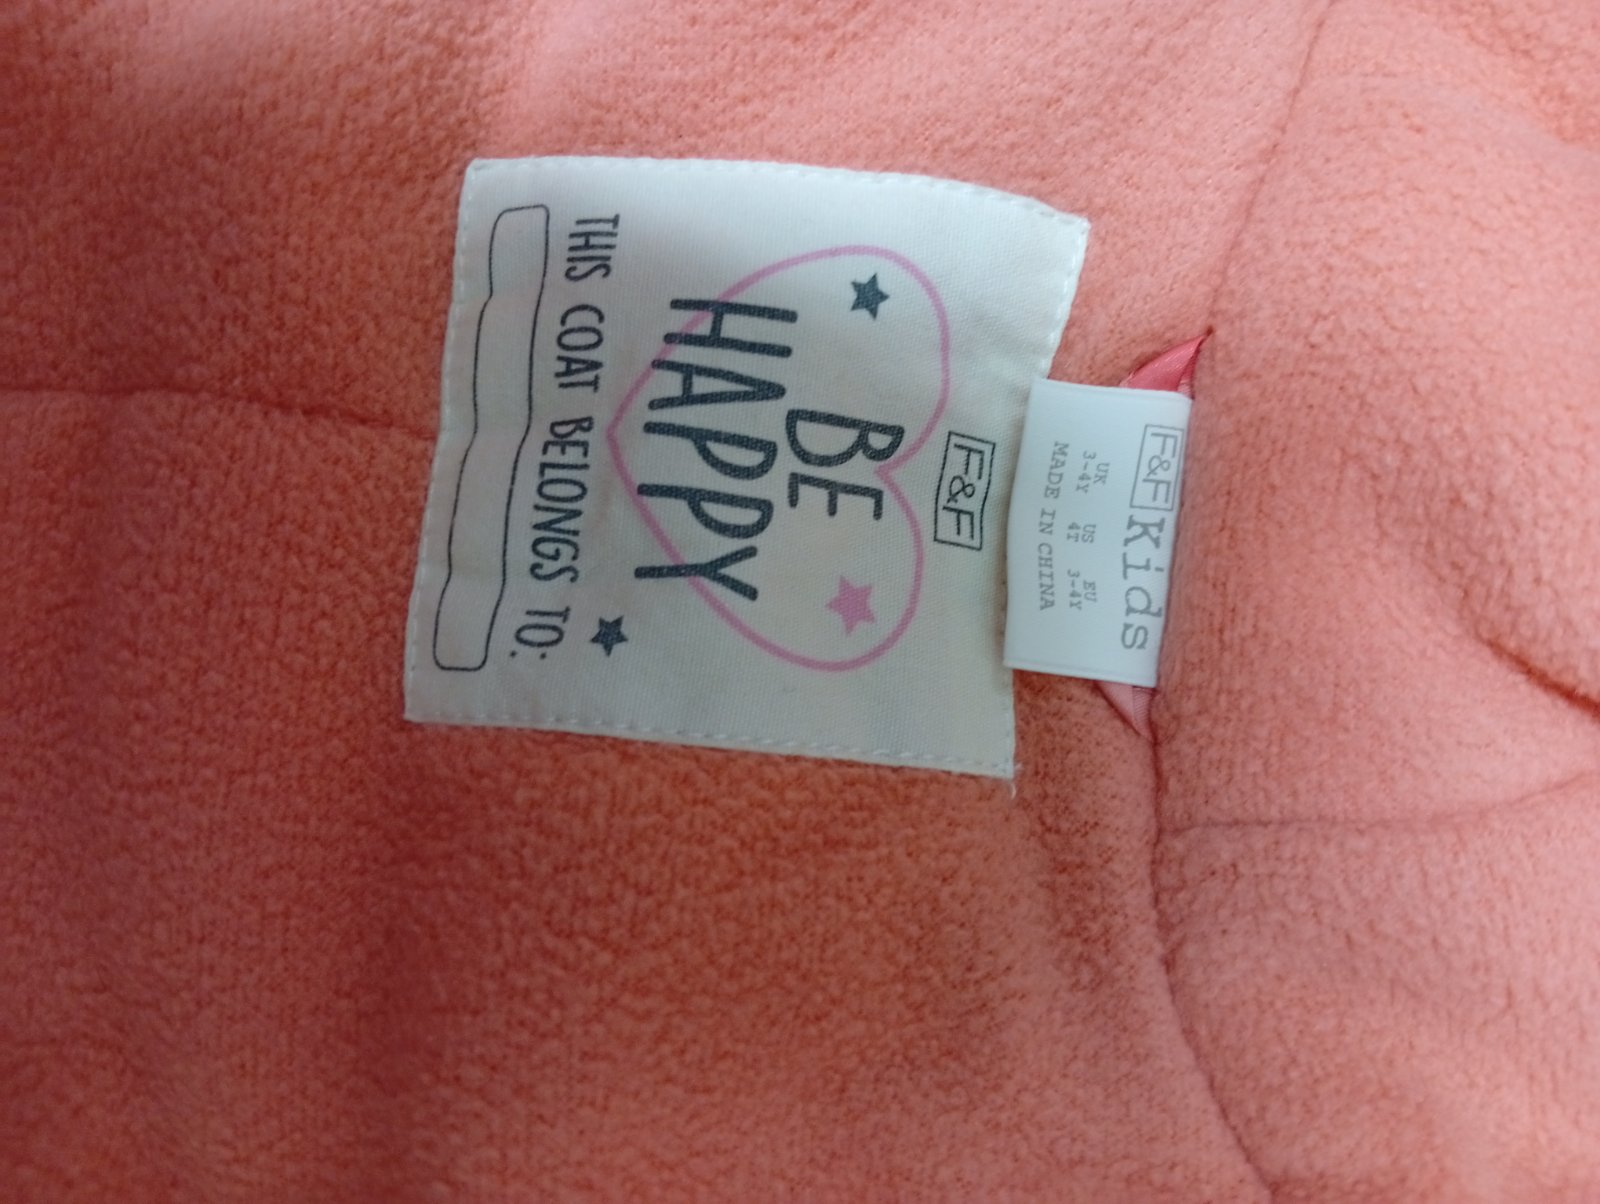 F&F Kids
UK US EU
3-4Y 4T 3-4Y
MADE IN CHINA
F&F
BE
HAPPY
THIS COAT BELONGS TO: